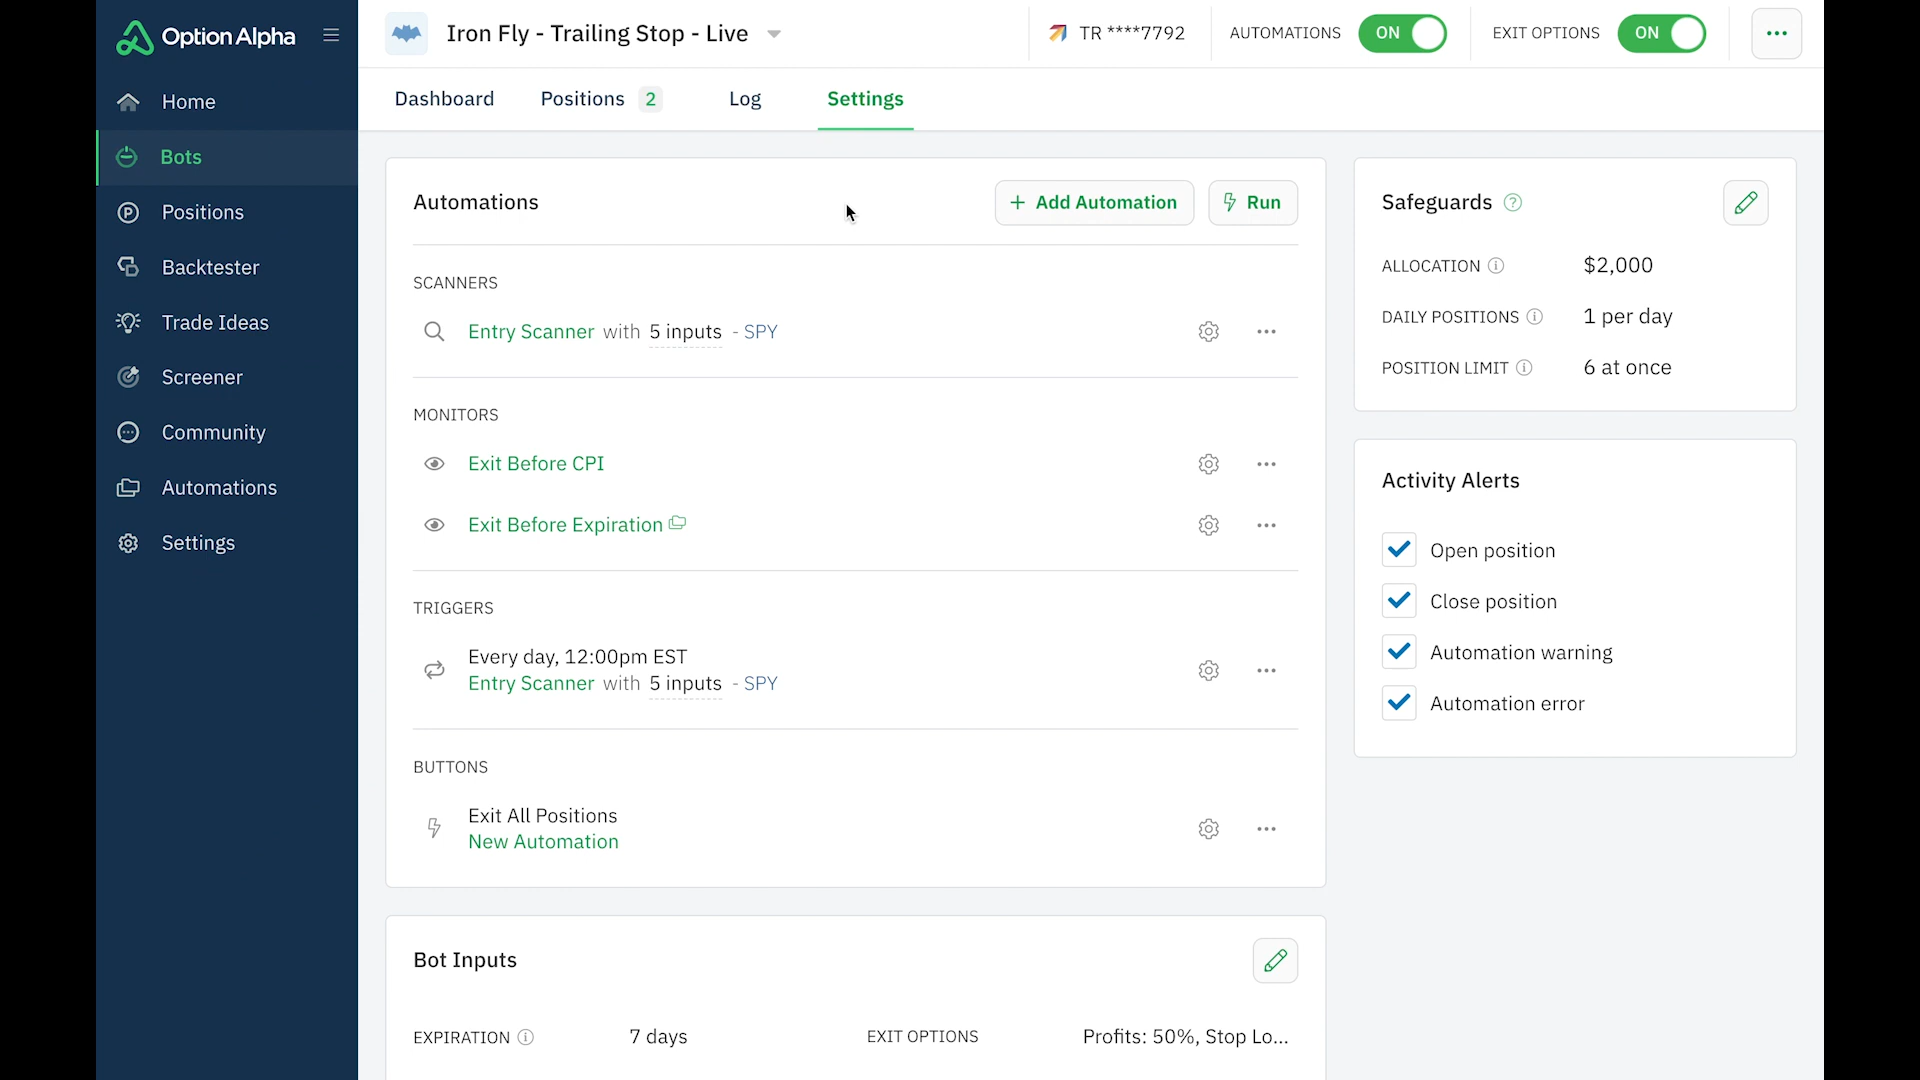 Option Alpha
Home
Bots
Positions
Backtester
Trade Ideas
Screener
Community
Automations
Settings
Iron Fly - Trailing Stop - Live
TR ****7792
AUTOMATIONS
ON
EXIT OPTIONS
ON
Dashboard
Positions 2
Log
Settings
Automations
+ Add Automation
Run
SCANNERS
Entry Scanner with 5 inputs - SPY
MONITORS
Exit Before CPI
Exit Before Expiration
TRIGGERS
Every day, 12:00pm EST
Entry Scanner with 5 inputs - SPY
BUTTONS
Exit All Positions
New Automation
Bot Inputs
EXPIRATION 7 days
EXIT OPTIONS Profits: 50%, Stop Lo...
Safeguards
ALLOCATION $2,000
DAILY POSITIONS 1 per day
POSITION LIMIT 6 at once
Activity Alerts
Open position
Close position
Automation warning
Automation error